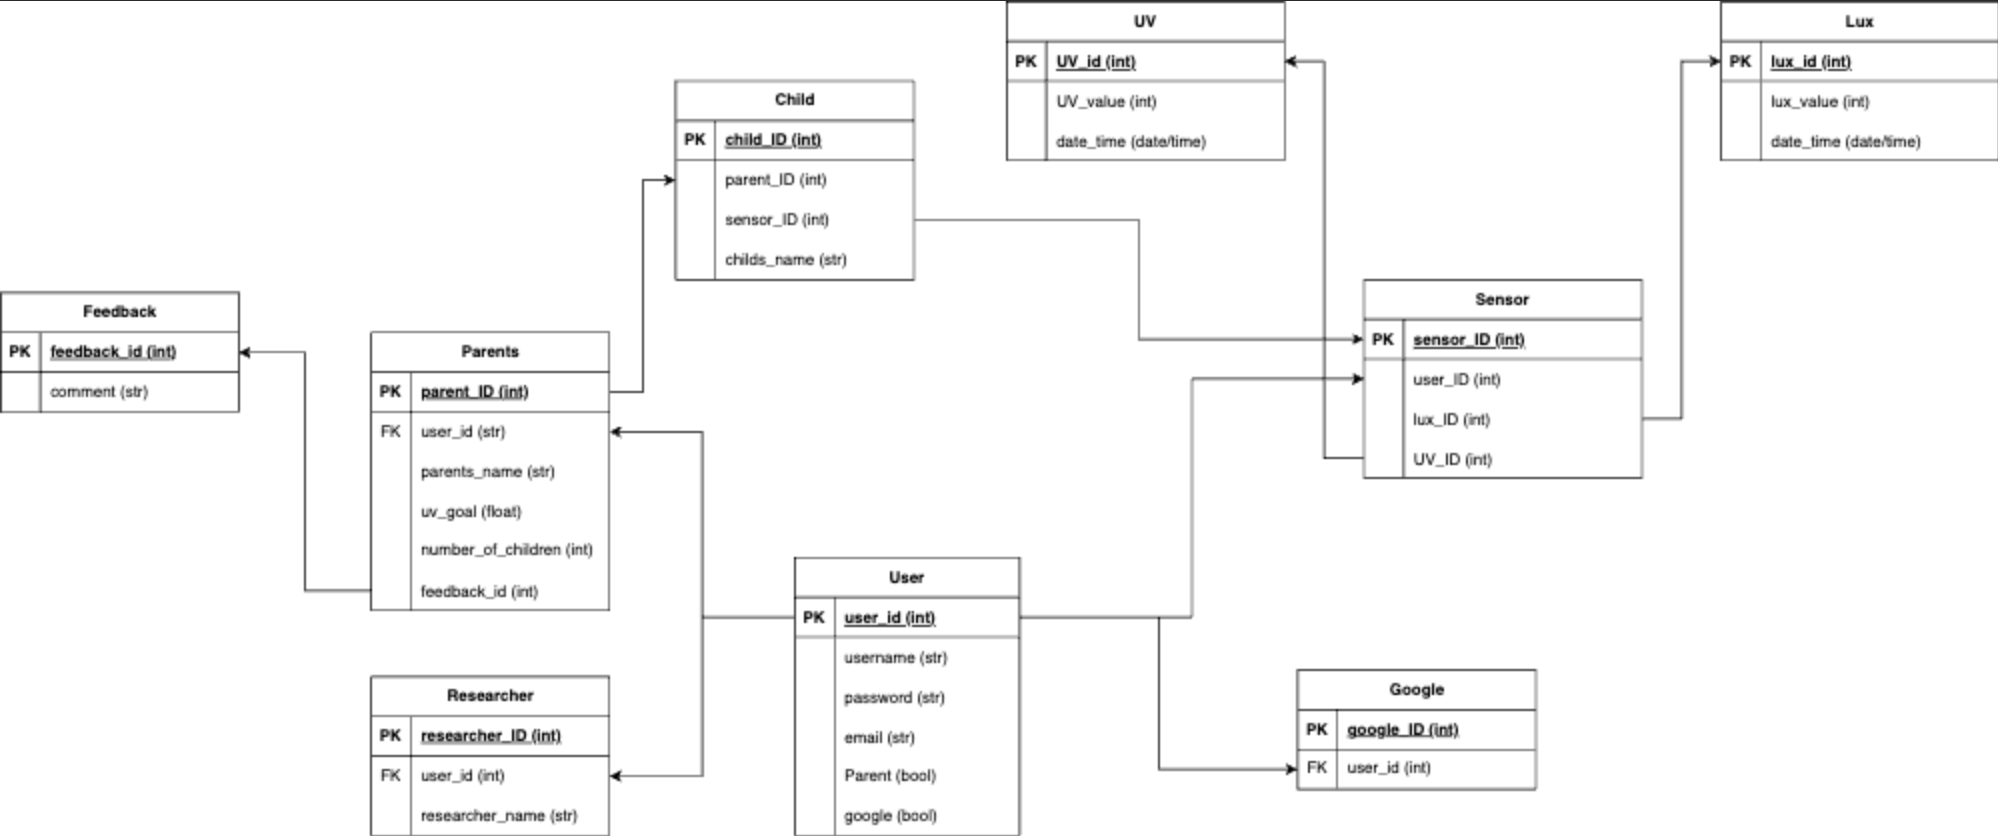 UV
PK UV_id (int)
UV_value (int)
date_time (date/time)
Lux
PK lux_id (int)
lux_value (int)
date_time (date/time)
Child
PK child_ID (int)
parent_ID (int)
sensor_ID (int)
childs_name (str)
Feedback
PK feedback_id (int)
comment (str)
Parents
PK parent_ID (int)
FK user_id (str)
parents_name (str)
uv_goal (float)
number_of_children (int)
feedback_id (int)
Sensor
PK sensor_ID (int)
user_ID (int)
lux_ID (int)
UV_ID (int)
User
PK user_id (int)
username (str)
password (str)
email (str)
Parent (bool)
google (bool)
Researcher
PK researcher_ID (int)
FK user_id (int)
researcher_name (str)
Google
PK google_ID (int)
FK user_id (int)